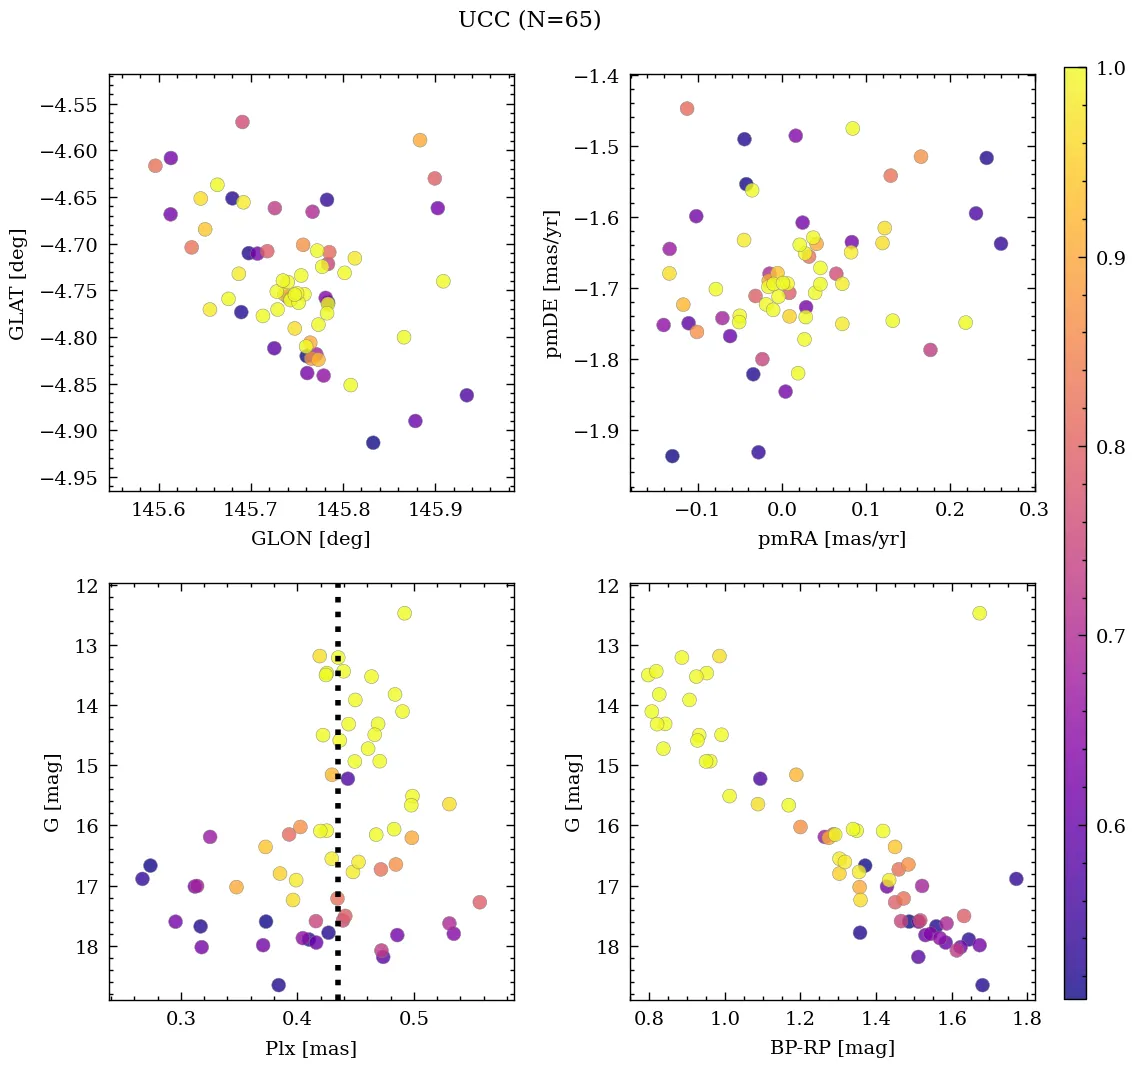 UCC (N=65)
−4.55
−4.60
−4.65
−4.70
−4.75
−4.80
−4.85
−4.90
−4.95
GLAT [deg]
145.6 145.7 145.8 145.9
GLON [deg]
−1.4
−1.5
−1.6
−1.7
−1.8
−1.9
pmDE [mas/yr]
−0.1 0.0 0.1 0.2 0.3
pmRA [mas/yr]
12
13
14
15
16
17
18
G [mag]
0.3 0.4 0.5
Plx [mas]
12
13
14
15
16
17
18
G [mag]
0.8 1.0 1.2 1.4 1.6 1.8
BP-RP [mag]
1.0
0.9
0.8
0.7
0.6